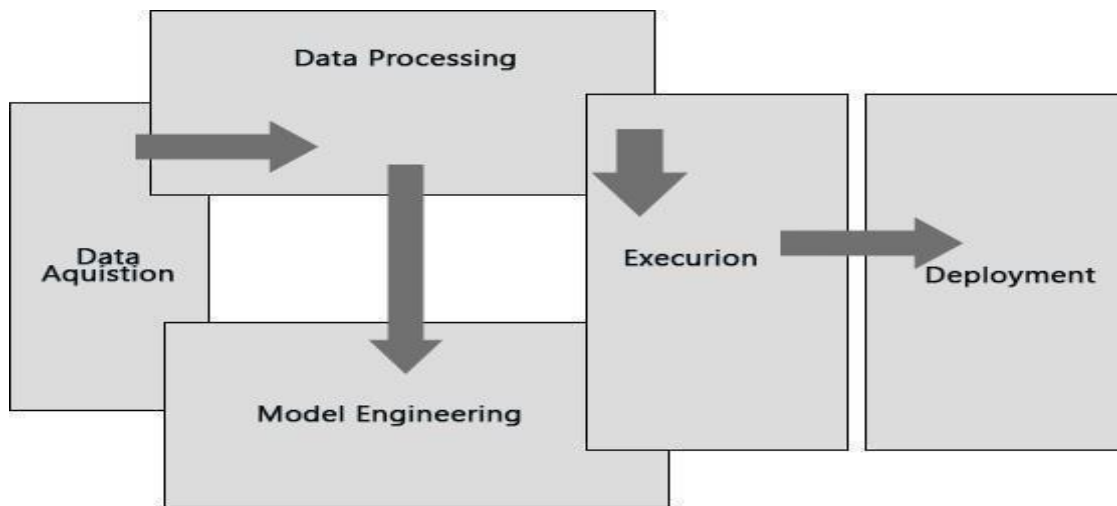 Data Processing
Data
Aquistion
Execurion
Deployment
Model Engineering